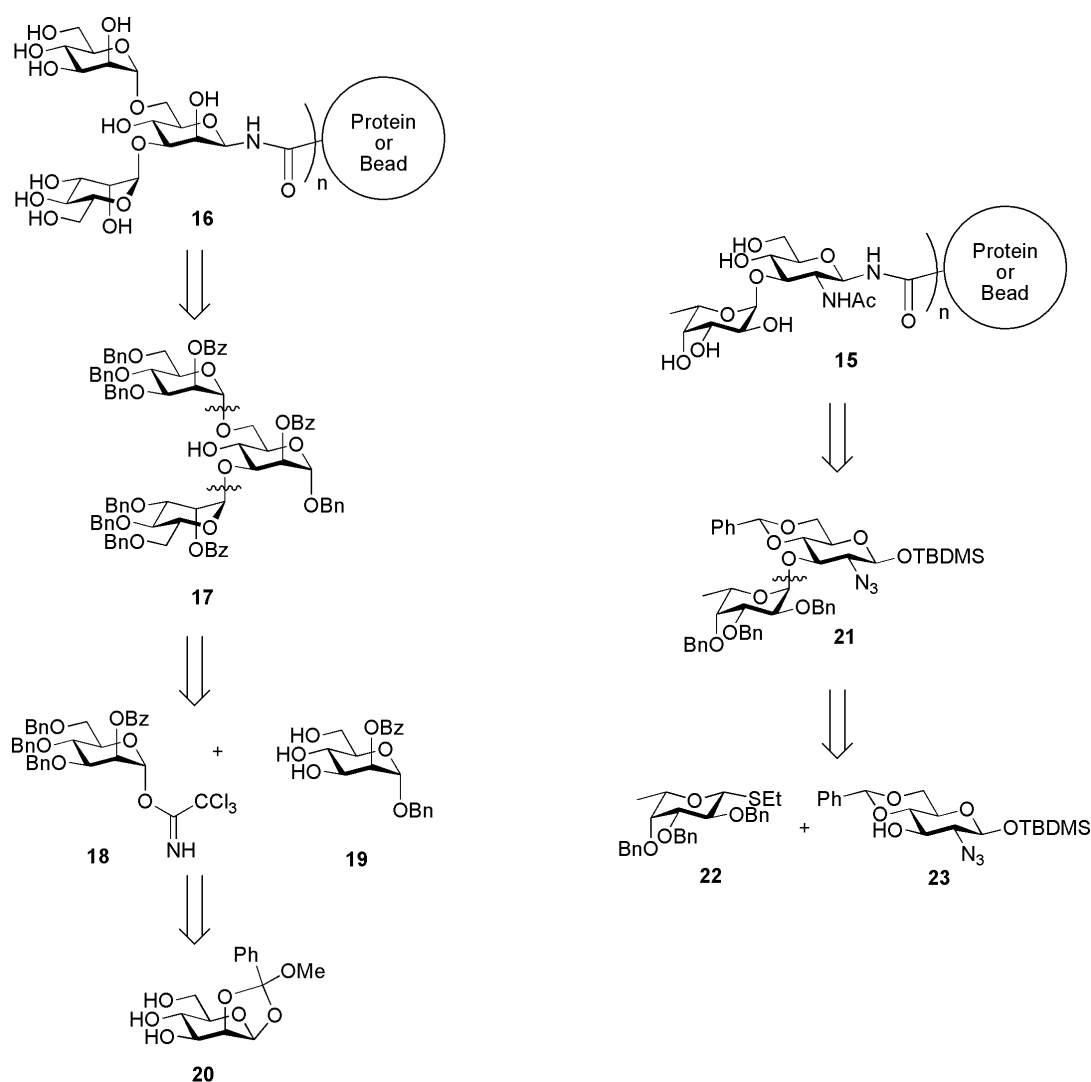 HO OH
HO O
HO
O OH
HO O H
O N
HO O
HO
HO O
OH
Protein
or
Bead
n
16
BnO OBz
BnO O
BnO
O OBz
HO O
O
OBn
BnO
BnO O
BnO OBz
17
BnO OBz
BnO O
BnO
O CCl3
NH
18
+
HO OBz
HO O
HO
OBn
19
Ph
OMe
HO O
HO O O
HO
20
HO O H
HO N
O NHAc O
O OH
HO OH
Protein
or
Bead
n
15
Ph O O
O OTBDMS
O N3
O OBn
BnO OBn
21
O SEt
OBn
OBn
BnO
22
+
Ph O O
O OTBDMS
HO
N3
23